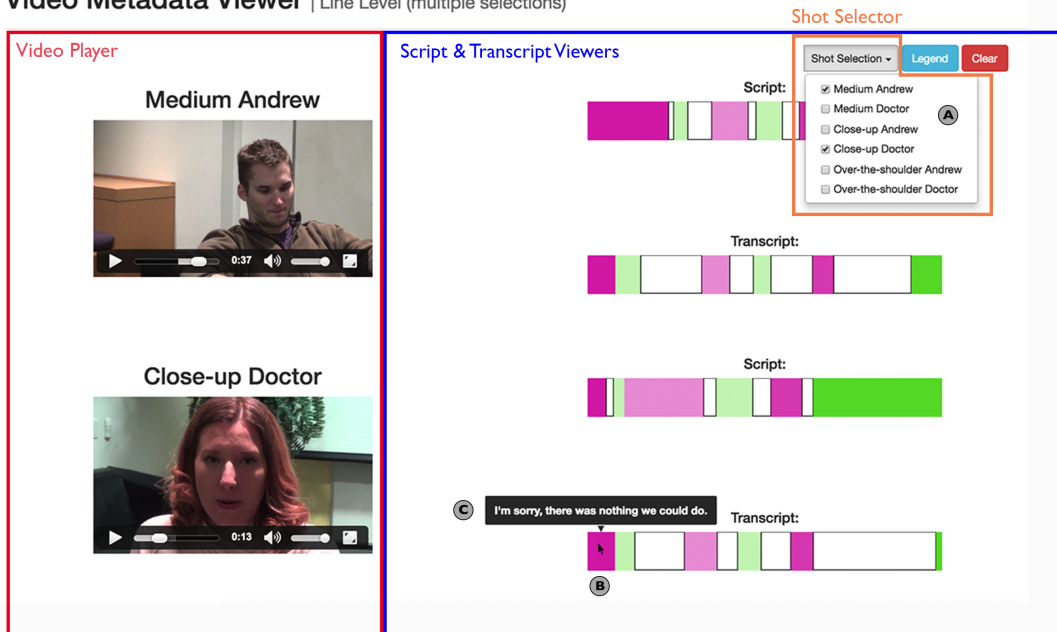 Video Metadata Viewer | Line Level (multiple selections)
Shot Selector
Video Player
Script & Transcript Viewers
Shot Selection
Legend
Clear
Medium Andrew
Medium Doctor
Close-up Andrew
Close-up Doctor
Over-the-shoulder Andrew
Over-the-shoulder Doctor
A
Medium Andrew
0:37
Script:
Transcript:
Close-up Doctor
0:13
Script:
C
I'm sorry, there was nothing we could do.
Transcript:
B